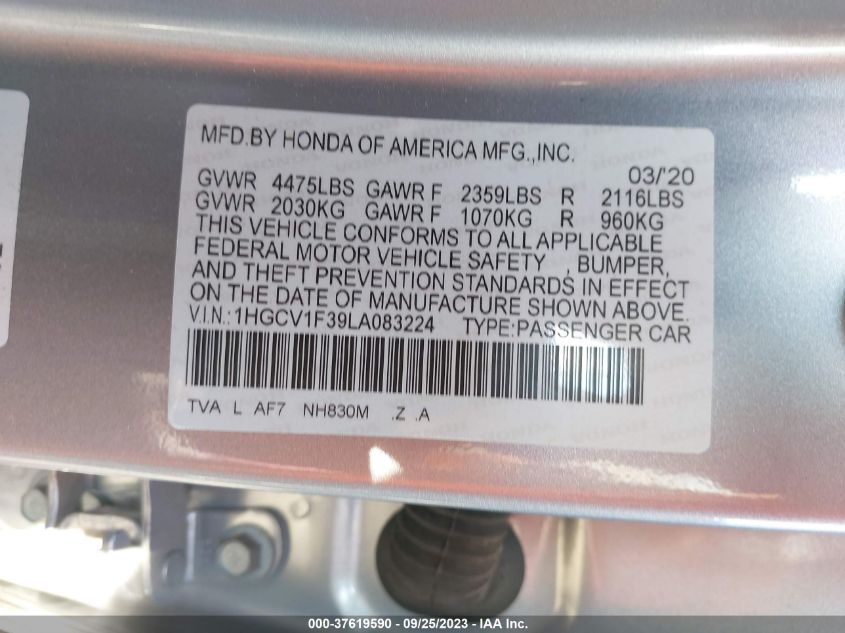 MFD.BY HONDA OF AMERICA MFG.,INC.
03/'20
GVWR 4475LBS GAWR F 2359LBS R 2116LBS
GVWR 2030KG GAWR F 1070KG R 960KG
THIS VEHICLE CONFORMS TO ALL APPLICABLE
FEDERAL MOTOR VEHICLE SAFETY , BUMPER,
AND THEFT PREVENTION STANDARDS IN EFFECT
ON THE DATE OF MANUFACTURE SHOWN ABOVE.
V.I.N.:1HGCV1F39LA083224 TYPE:PASSENGER CAR
TVA L AF7 NH830M .Z .A
000-37619590 - 09/25/2023 - IAA Inc.